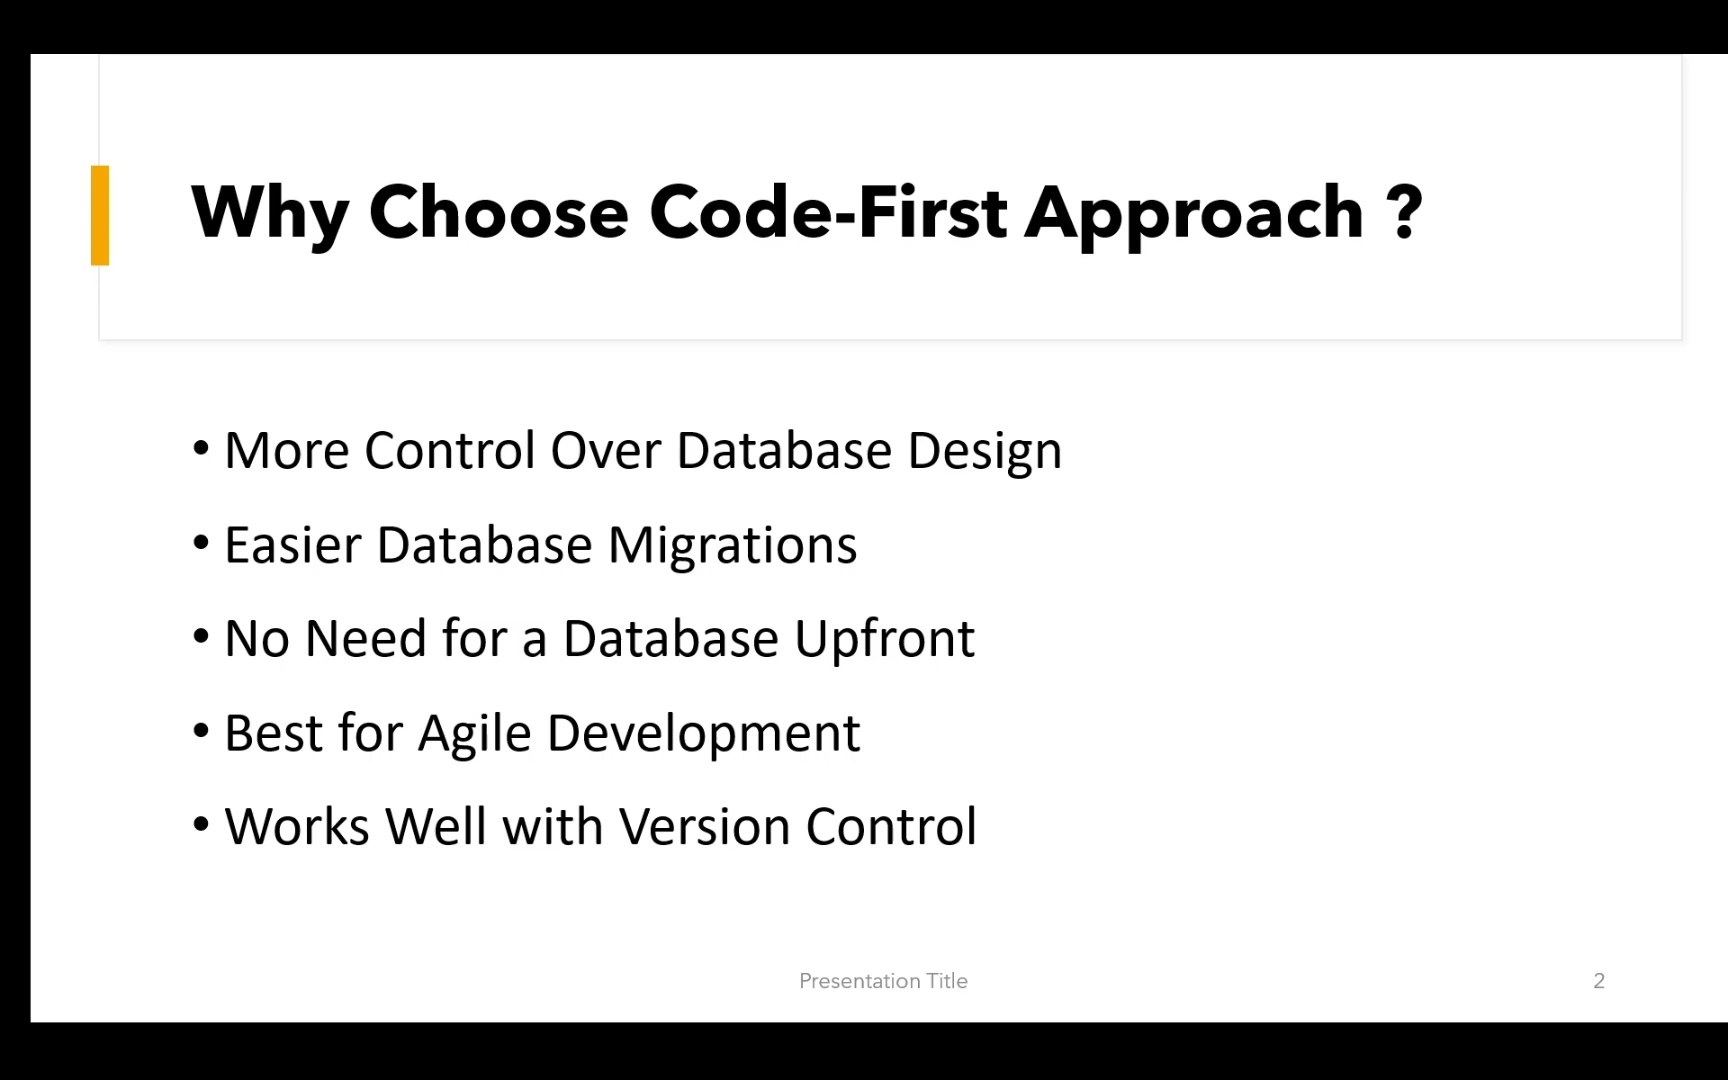 Why Choose Code-First Approach ?
• More Control Over Database Design
• Easier Database Migrations
• No Need for a Database Upfront
• Best for Agile Development
• Works Well with Version Control
Presentation Title
2